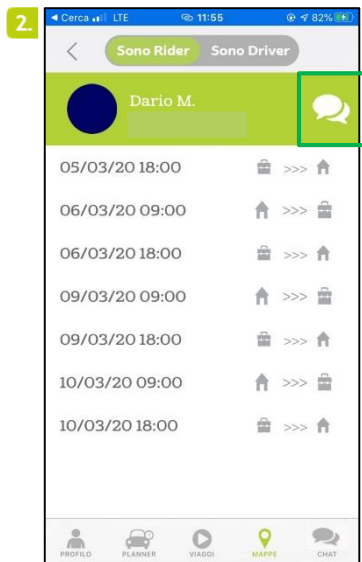 2.
Cerca LTE 11:55 82%
Sono Rider Sono Driver
Dario M.
05/03/20 18:00 >>>
06/03/20 09:00 >>>
06/03/20 18:00 >>>
09/03/20 09:00 >>>
09/03/20 18:00 >>>
10/03/20 09:00 >>>
10/03/20 18:00 >>>
PROFILO PLANNER VIAGGI MAPPE CHAT